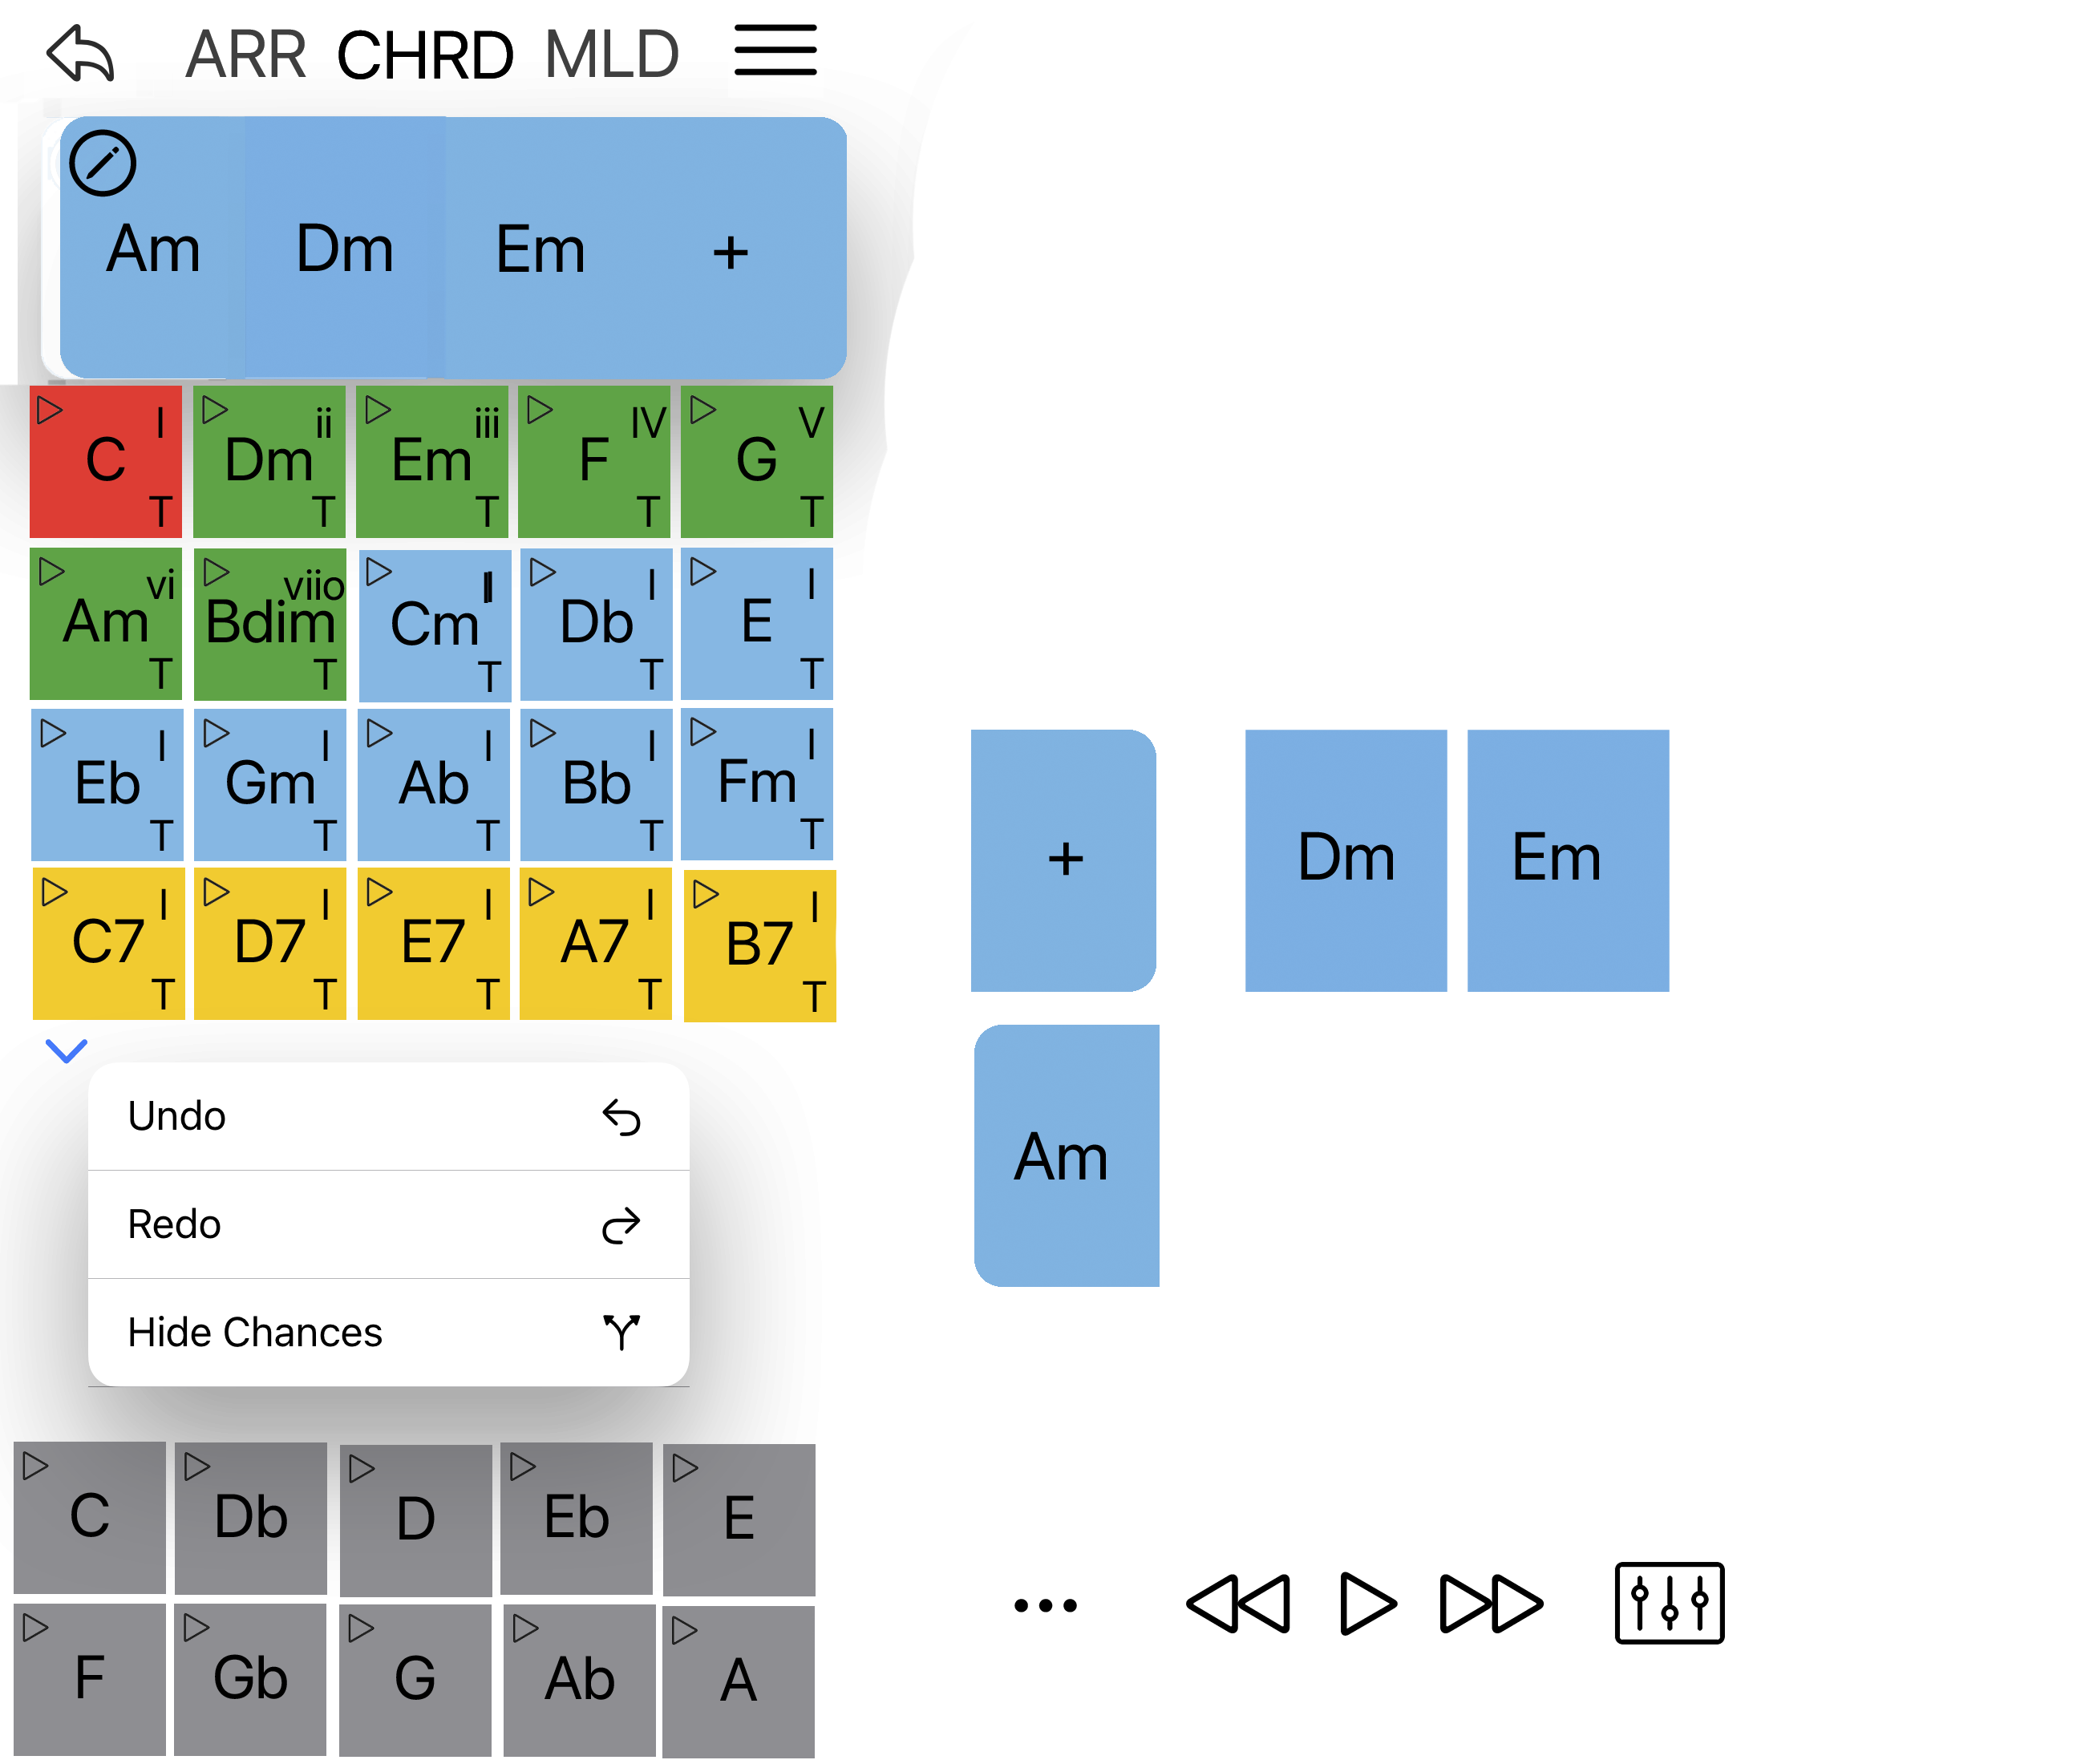 ARR CHRD MLD
Am Dm Em +
I ii iii IV V
C Dm Em F G
T T T T T
vi viio I I I
Am Bdim Cm Db E
T T T T T
I I I I I
Eb Gm Ab Bb Fm
T T T T T
I I I I I
C7 D7 E7 A7 B7
T T T T T
Undo
Redo
Hide Chances
C Db D Eb E
F Gb G Ab A
+ Dm Em
Am